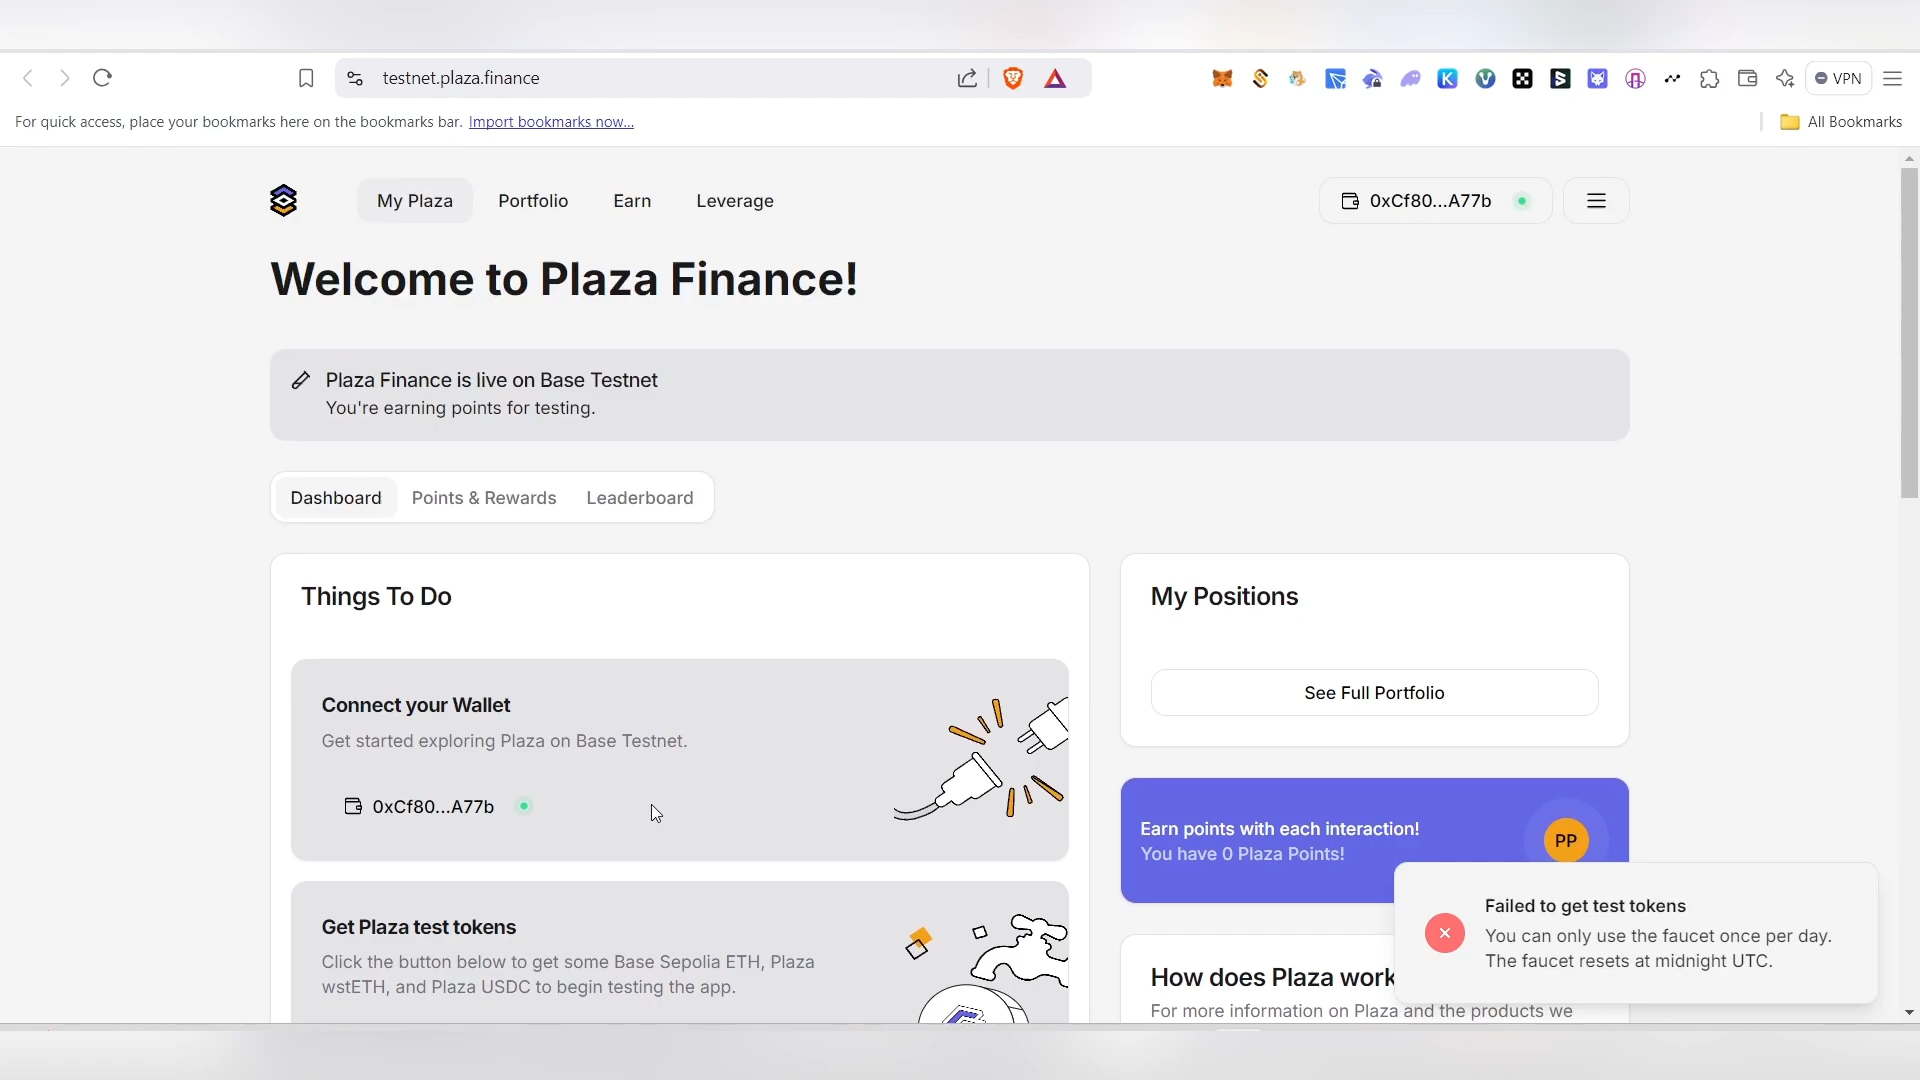 testnet.plaza.finance
VPN
For quick access, place your bookmarks here on the bookmarks bar. Import bookmarks now...
All Bookmarks
My Plaza
Portfolio
Earn
Leverage
0xCf80...A77b
Welcome to Plaza Finance!
Plaza Finance is live on Base Testnet
You're earning points for testing.
Dashboard
Points & Rewards
Leaderboard
Things To Do
Connect your Wallet
Get started exploring Plaza on Base Testnet.
0xCf80...A77b
Get Plaza test tokens
Click the button below to get some Base Sepolia ETH, Plaza
wstETH, and Plaza USDC to begin testing the app.
My Positions
See Full Portfolio
Earn points with each interaction!
You have 0 Plaza Points!
PP
How does Plaza work
For more information on Plaza and the products we
Failed to get test tokens
You can only use the faucet once per day.
The faucet resets at midnight UTC.